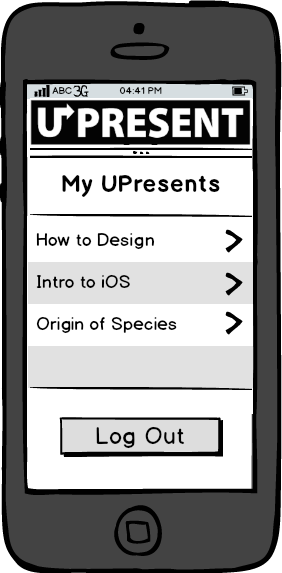 ABC 3G 04:41 PM
UPRESENT
My UPresents
How to Design
Intro to iOS
Origin of Species
Log Out